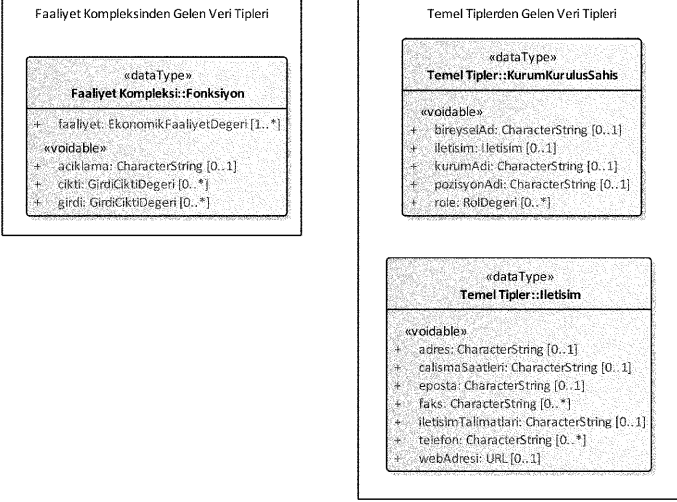 Faaliyet Kompleksinden Gelen Veri Tipleri
«dataType»
Faaliyet Kompleksi::Fonksiyon
+ faaliyet: EkonomikFaaliyetDegeri [1..*]
«voidable»
+ aciklama: CharacterString [0..1]
+ cikti: GirdiCiktiDegeri [0..*]
+ girdi: GirdiCiktiDegeri [0..*]
Temel Tiplerden Gelen Veri Tipleri
«dataType»
Temel Tipler::KurumKurulusSahis
«voidable»
+ bireyselAd: CharacterString [0..1]
+ iletisim: Iletisim [0..1]
+ kurumAdi: CharacterString [0..1]
+ pozisyonAdi: CharacterString [0..1]
+ role: RolDegeri [0..*]
«dataType»
Temel Tipler::Iletisim
«voidable»
+ adres: CharacterString [0..1]
+ calismaSaatleri: CharacterString [0..1]
+ eposta: CharacterString [0..1]
+ faks: CharacterString [0..*]
+ iletisimTalimatlari: CharacterString [0..1]
+ telefon: CharacterString [0..*]
+ webAdresi: URL [0..1]